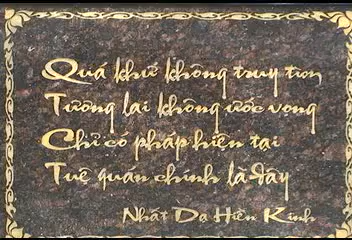 Quá khứ không truy tìm
Tương lai không ước vọng
Chỉ có pháp hiện tại
Tuệ quán chính là đây
Nhất Dạ Hiền Kinh